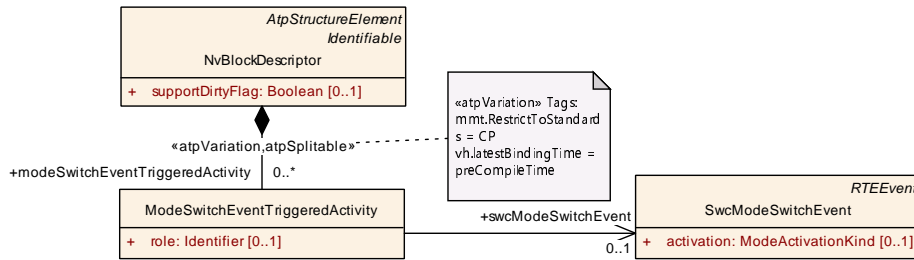 AtpStructureElement
Identifiable
NvBlockDescriptor
+ supportDirtyFlag: Boolean [0..1]
«atpVariation» Tags:
mmt.RestrictToStandard
s = CP
vh.latestBindingTime =
preCompileTime
«atpVariation,atpSplitable»
+modeSwitchEventTriggeredActivity 0..*
ModeSwitchEventTriggeredActivity
+ role: Identifier [0..1]
+swcModeSwitchEvent
0..1
RTEEvent
SwcModeSwitchEvent
+ activation: ModeActivationKind [0..1]